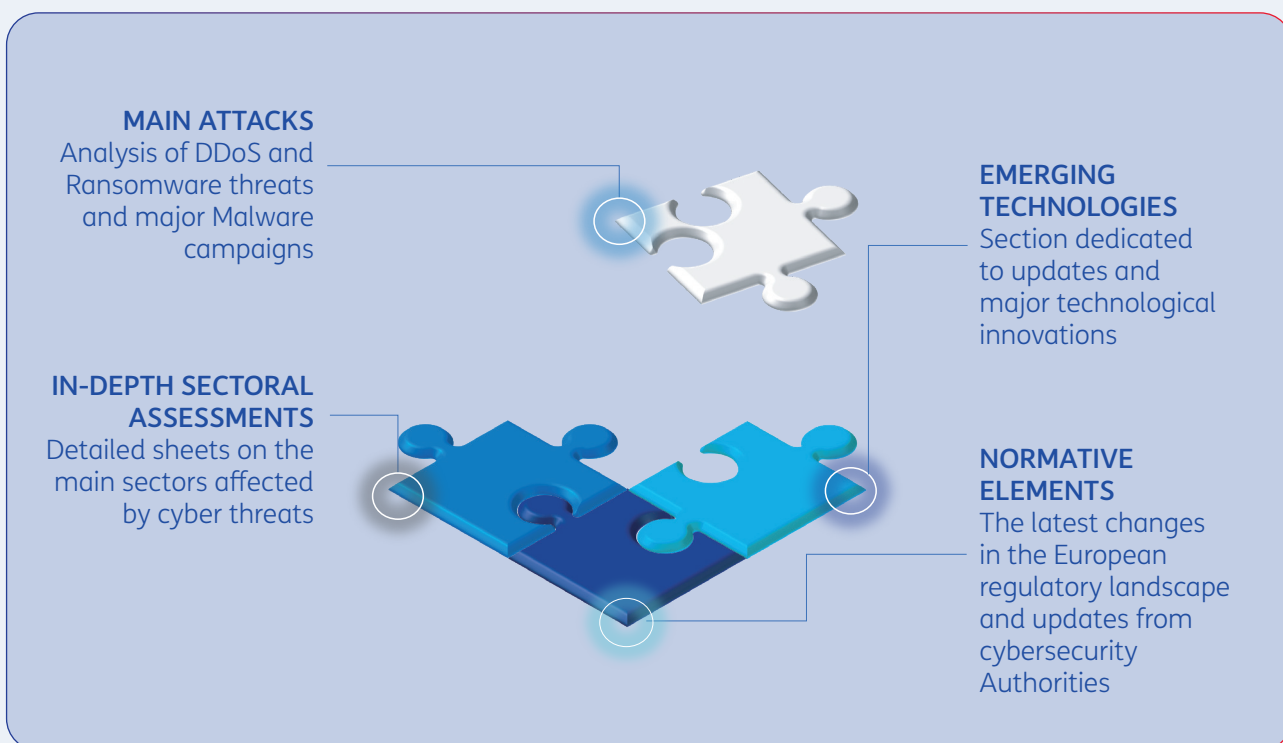 MAIN ATTACKS
Analysis of DDoS and
Ransomware threats
and major Malware
campaigns
IN-DEPTH SECTORAL
ASSESSMENTS
Detailed sheets on the
main sectors affected
by cyber threats
EMERGING
TECHNOLOGIES
Section dedicated
to updates and
major technological
innovations
NORMATIVE
ELEMENTS
The latest changes
in the European
regulatory landscape
and updates from
cybersecurity
Authorities